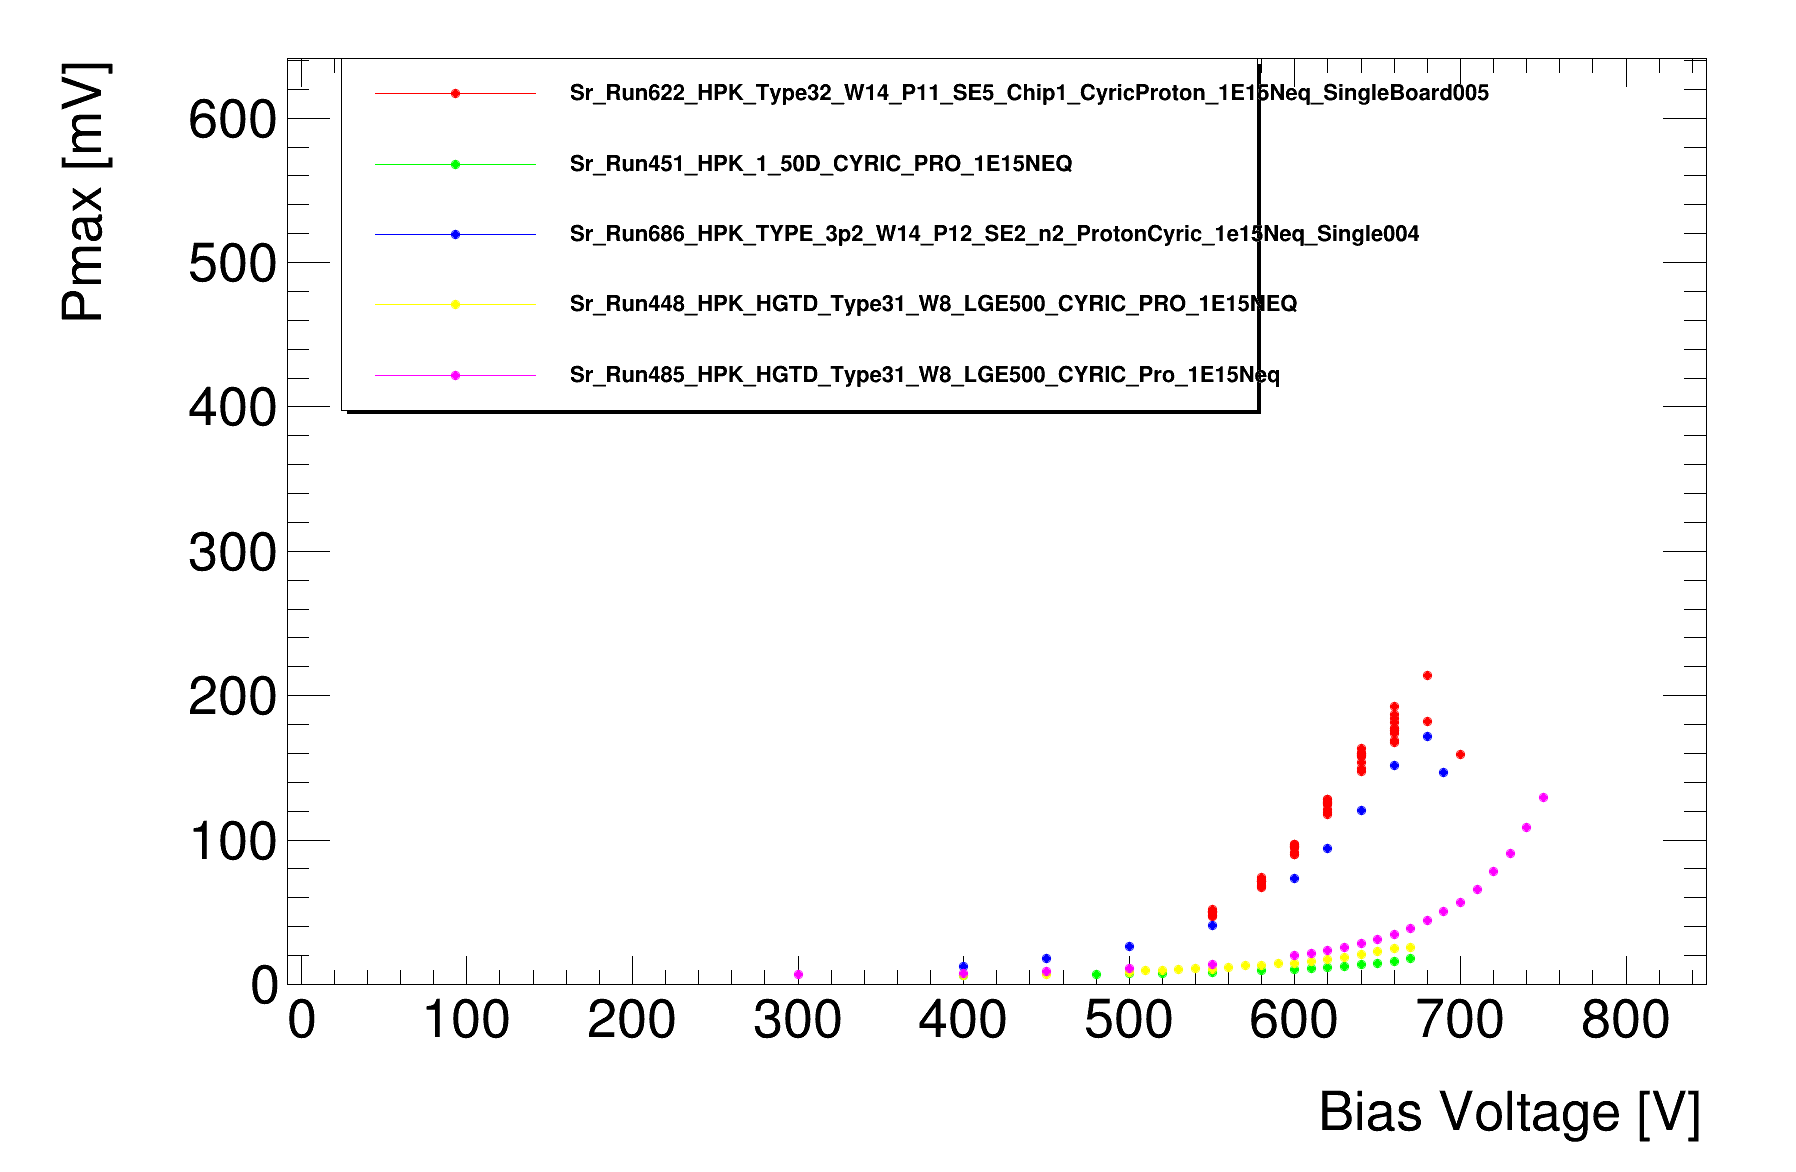 Pmax [mV]
600
500
400
300
200
100
0
Sr_Run622_HPK_Type32_W14_P11_SE5_Chip1_CyricProton_1E15Neq_SingleBoard005
Sr_Run451_HPK_1_50D_CYRIC_PRO_1E15NEQ
Sr_Run686_HPK_TYPE_3p2_W14_P12_SE2_n2_ProtonCyric_1e15Neq_Single004
Sr_Run448_HPK_HGTD_Type31_W8_LGE500_CYRIC_PRO_1E15NEQ
Sr_Run485_HPK_HGTD_Type31_W8_LGE500_CYRIC_Pro_1E15Neq
0 100 200 300 400 500 600 700 800
Bias Voltage [V]